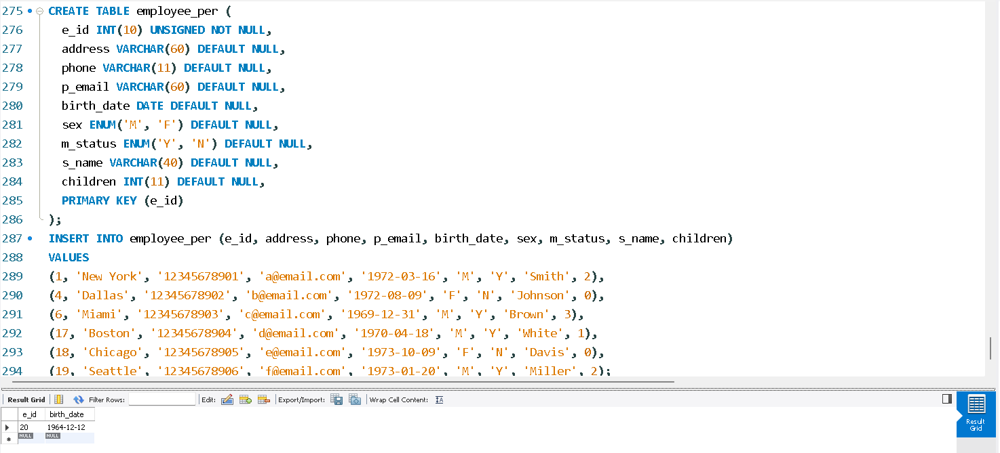 275 CREATE TABLE employee_per (
276 e_id INT(10) UNSIGNED NOT NULL,
277 address VARCHAR(60) DEFAULT NULL,
278 phone VARCHAR(11) DEFAULT NULL,
279 p_email VARCHAR(60) DEFAULT NULL,
280 birth_date DATE DEFAULT NULL,
281 sex ENUM('M', 'F') DEFAULT NULL,
282 m_status ENUM('Y', 'N') DEFAULT NULL,
283 s_name VARCHAR(40) DEFAULT NULL,
284 children INT(11) DEFAULT NULL,
285 PRIMARY KEY (e_id)
286 );
287 INSERT INTO employee_per (e_id, address, phone, p_email, birth_date, sex, m_status, s_name, children)
288 VALUES
289 (1, 'New York', '12345678901', 'a@email.com', '1972-03-16', 'M', 'Y', 'Smith', 2),
290 (4, 'Dallas', '12345678902', 'b@email.com', '1972-08-09', 'F', 'N', 'Johnson', 0),
291 (6, 'Miami', '12345678903', 'c@email.com', '1969-12-31', 'M', 'Y', 'Brown', 3),
292 (17, 'Boston', '12345678904', 'd@email.com', '1970-04-18', 'M', 'Y', 'White', 1),
293 (18, 'Chicago', '12345678905', 'e@email.com', '1973-10-09', 'F', 'N', 'Davis', 0),
294 (19, 'Seattle', '12345678906', 'f@email.com', '1973-01-20', 'M', 'Y', 'Miller', 2);
Result Grid Filter Rows: Edit: Export/Import: Wrap Cell Content: IA
e_id birth_date
20 1964-12-12
NULL NULL
Result
Grid